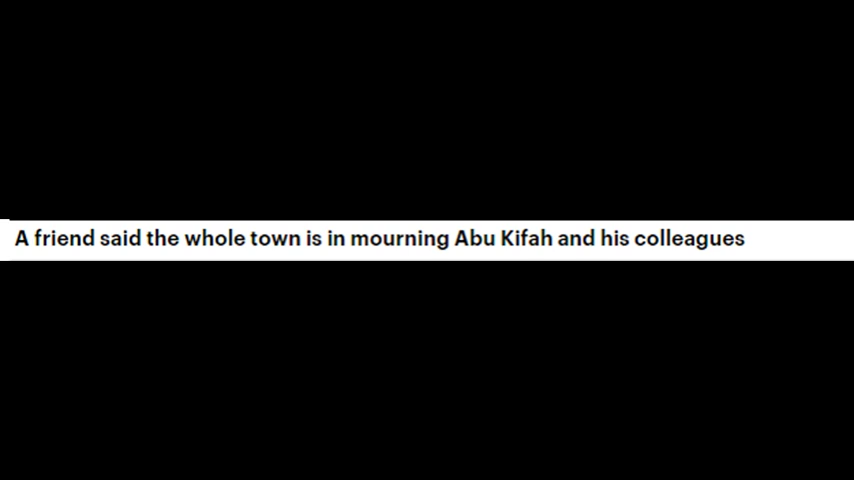 A friend said the whole town is in mourning Abu Kifah and his colleagues